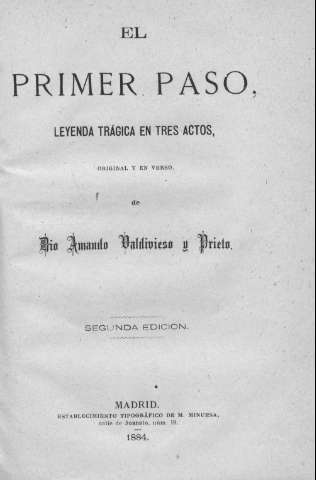 EL
PRIMER PASO,
LEYENDA TRÁGICA EN TRES ACTOS,
ORIGINAL Y EN VERSO.
de
Dio Amando Valdivieso y Prieto.
SEGUNDA EDICION.
MADRID.
ESTABLECIMIENTO TIPOGRÁFICO DE M. MINUESA,
calle de Juanelo, núm. 19.
1884.